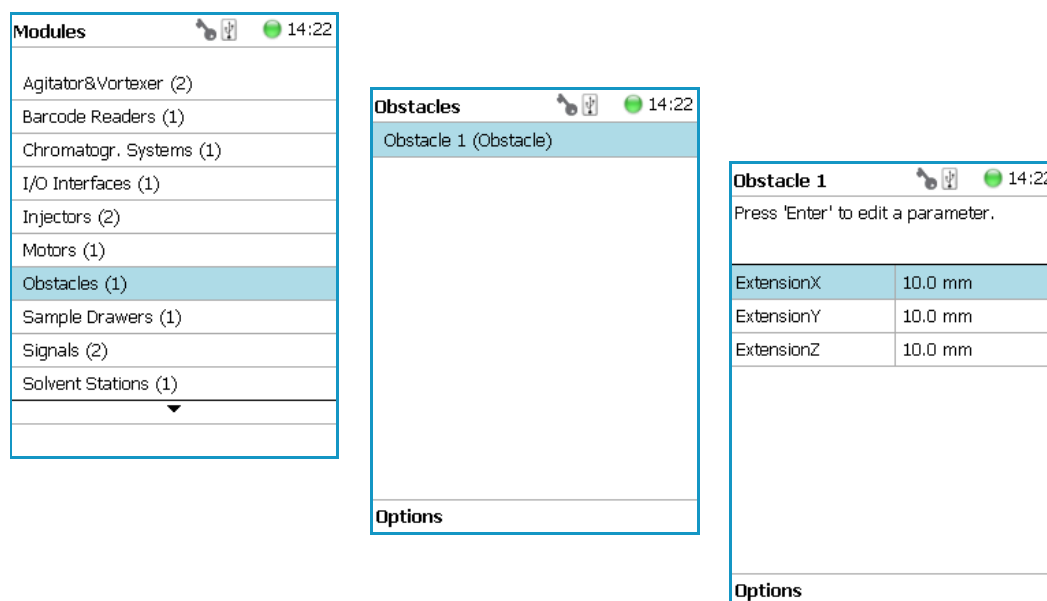 Modules 14:22
Agitator&Vortexer (2)
Barcode Readers (1)
Chromatogr. Systems (1)
I/O Interfaces (1)
Injectors (2)
Motors (1)
Obstacles (1)
Sample Drawers (1)
Signals (2)
Solvent Stations (1)
Obstacles 14:22
Obstacle 1 (Obstacle)
Options
Obstacle 1 14:22
Press 'Enter' to edit a parameter.
ExtensionX 10.0 mm
ExtensionY 10.0 mm
ExtensionZ 10.0 mm
Options